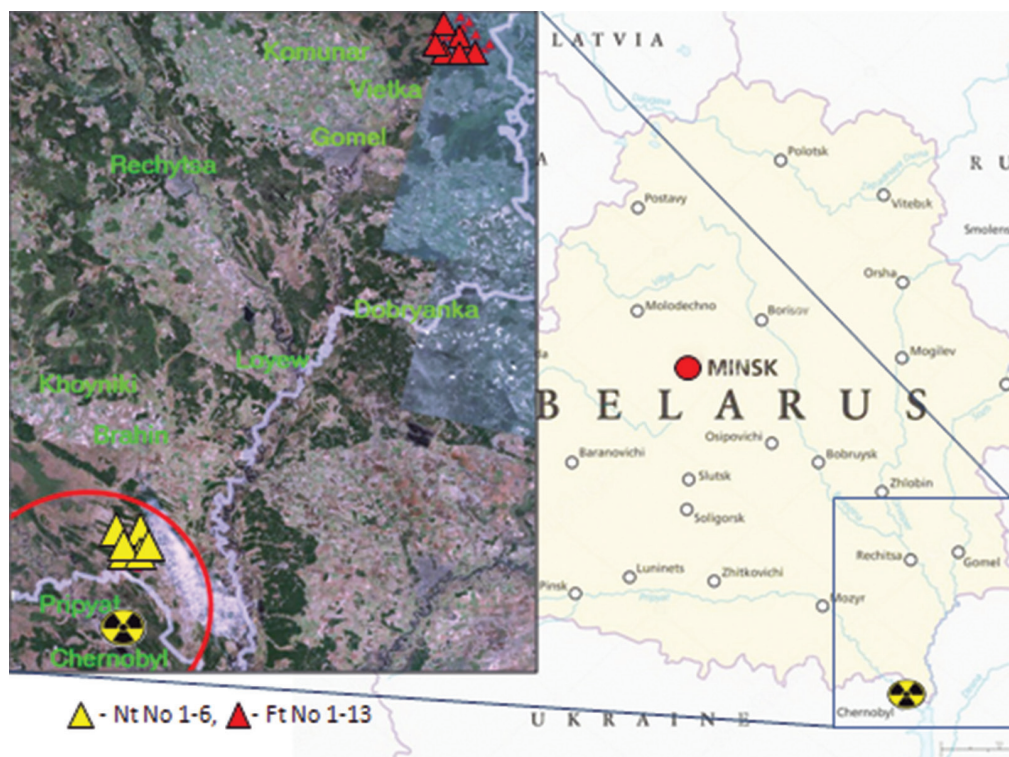 Komunar
Vietka
Gomel
Rechytsa
Dobryanka
Loyew
Khoyniki
Brahin
Pripyat
Chernobyl
- Nt No 1-6, - Ft No 1-13
LATVIA
A
R U
Daugava
Polotsk
Vitebsk
Postavy
Smolens
Orsha
Molodechno
Borisov
Mogilev
MINSK
BELARUS
Osipovichi
Baranovichi
Bobruysk
Slutsk
Zhlobin
Soligorsk
Rechitsa
Gomel
Luninets
Zhitkovichi
Pinsk
Pripyat
Mozyr
Chernobyl
UKRAINE